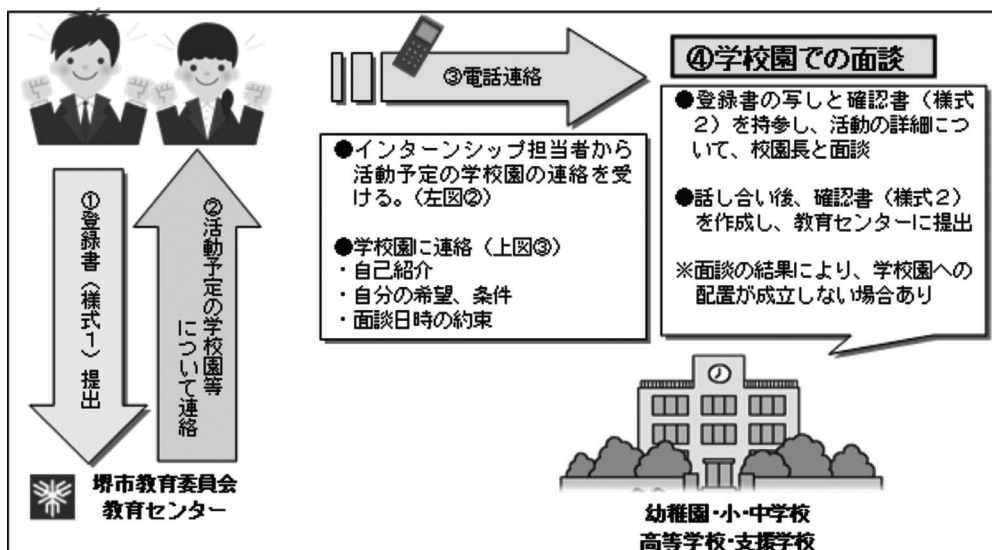 ①登録書（様式１）提出
②活動予定の学校園等
について連絡
堺市教育委員会
教育センター
③電話連絡
●インターンシップ担当者から
活動予定の学校園の連絡を受
ける。（左図②）
●学校園に連絡（上図③）
・自己紹介
・自分の希望、条件
・面談日時の約束
④学校園での面談
●登録書の写しと確認書（様式
２）を持参し、活動の詳細につ
いて、校園長と面談
●話し合い後、確認書（様式２）
を作成し、教育センターに提出
※面談の結果により、学校園への
配置が成立しない場合あり
幼稚園・小・中学校
高等学校・支援学校